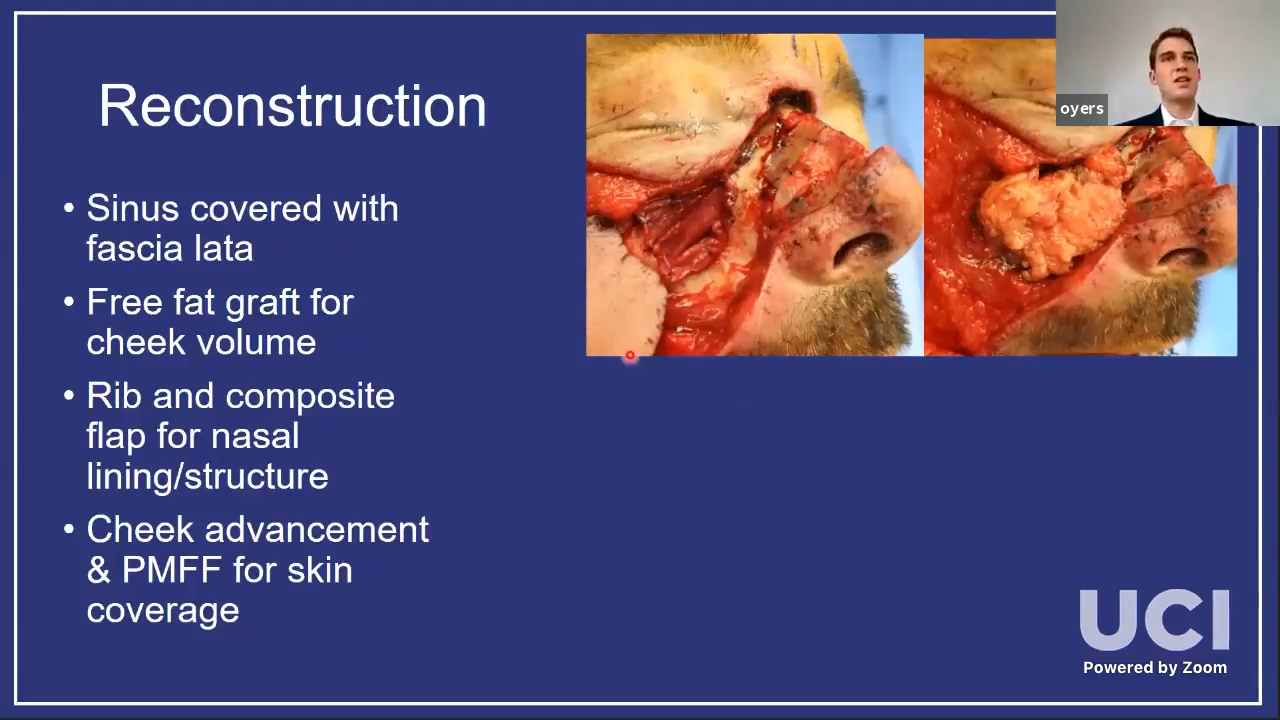 Reconstruction
• Sinus covered with
fascia lata
• Free fat graft for
cheek volume
• Rib and composite
flap for nasal
lining/structure
• Cheek advancement
& PMFF for skin
coverage
oyers
UCI
Powered by Zoom